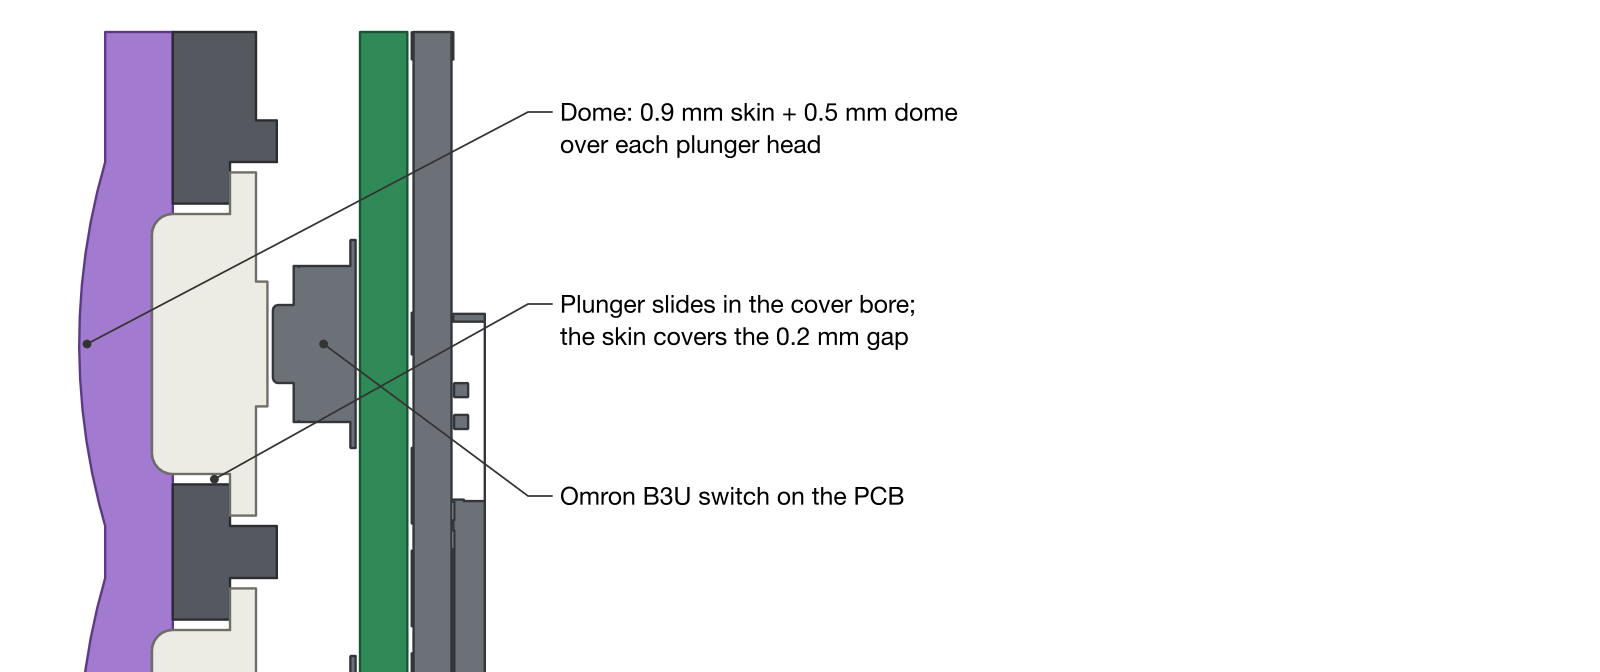 Dome: 0.9 mm skin + 0.5 mm dome
over each plunger head
Plunger slides in the cover bore;
the skin covers the 0.2 mm gap
Omron B3U switch on the PCB